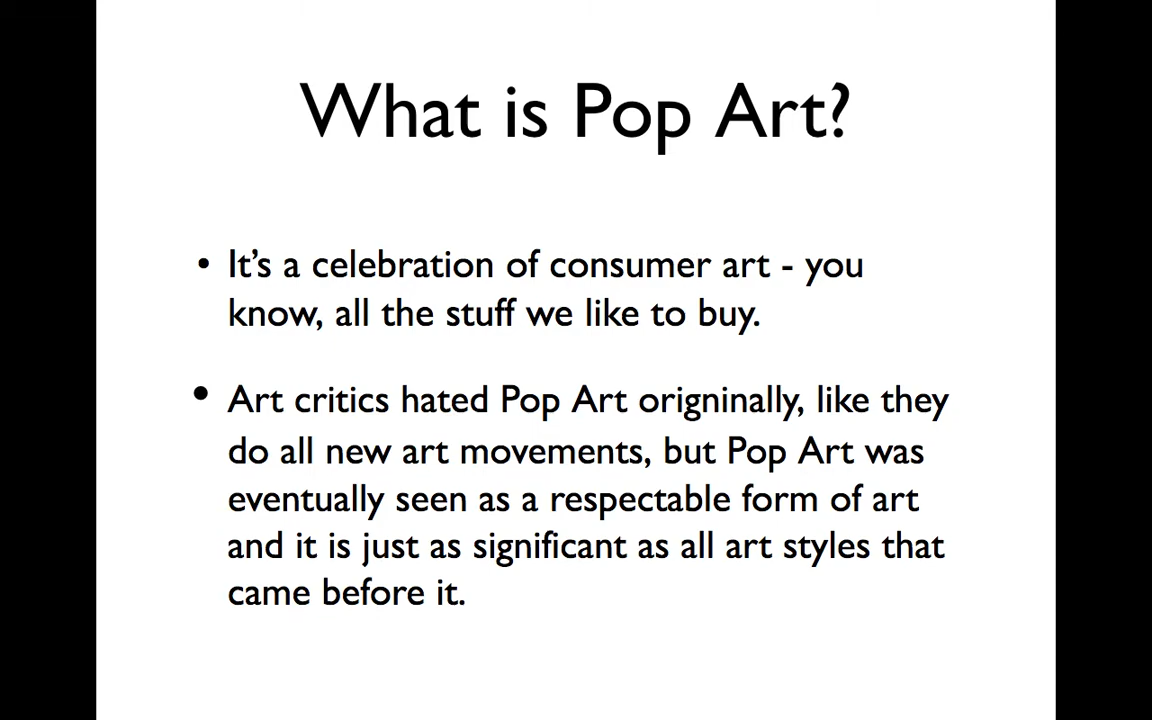 What is Pop Art?
• It’s a celebration of consumer art - you
know, all the stuff we like to buy.
• Art critics hated Pop Art origninally, like they
do all new art movements, but Pop Art was
eventually seen as a respectable form of art
and it is just as significant as all art styles that
came before it.